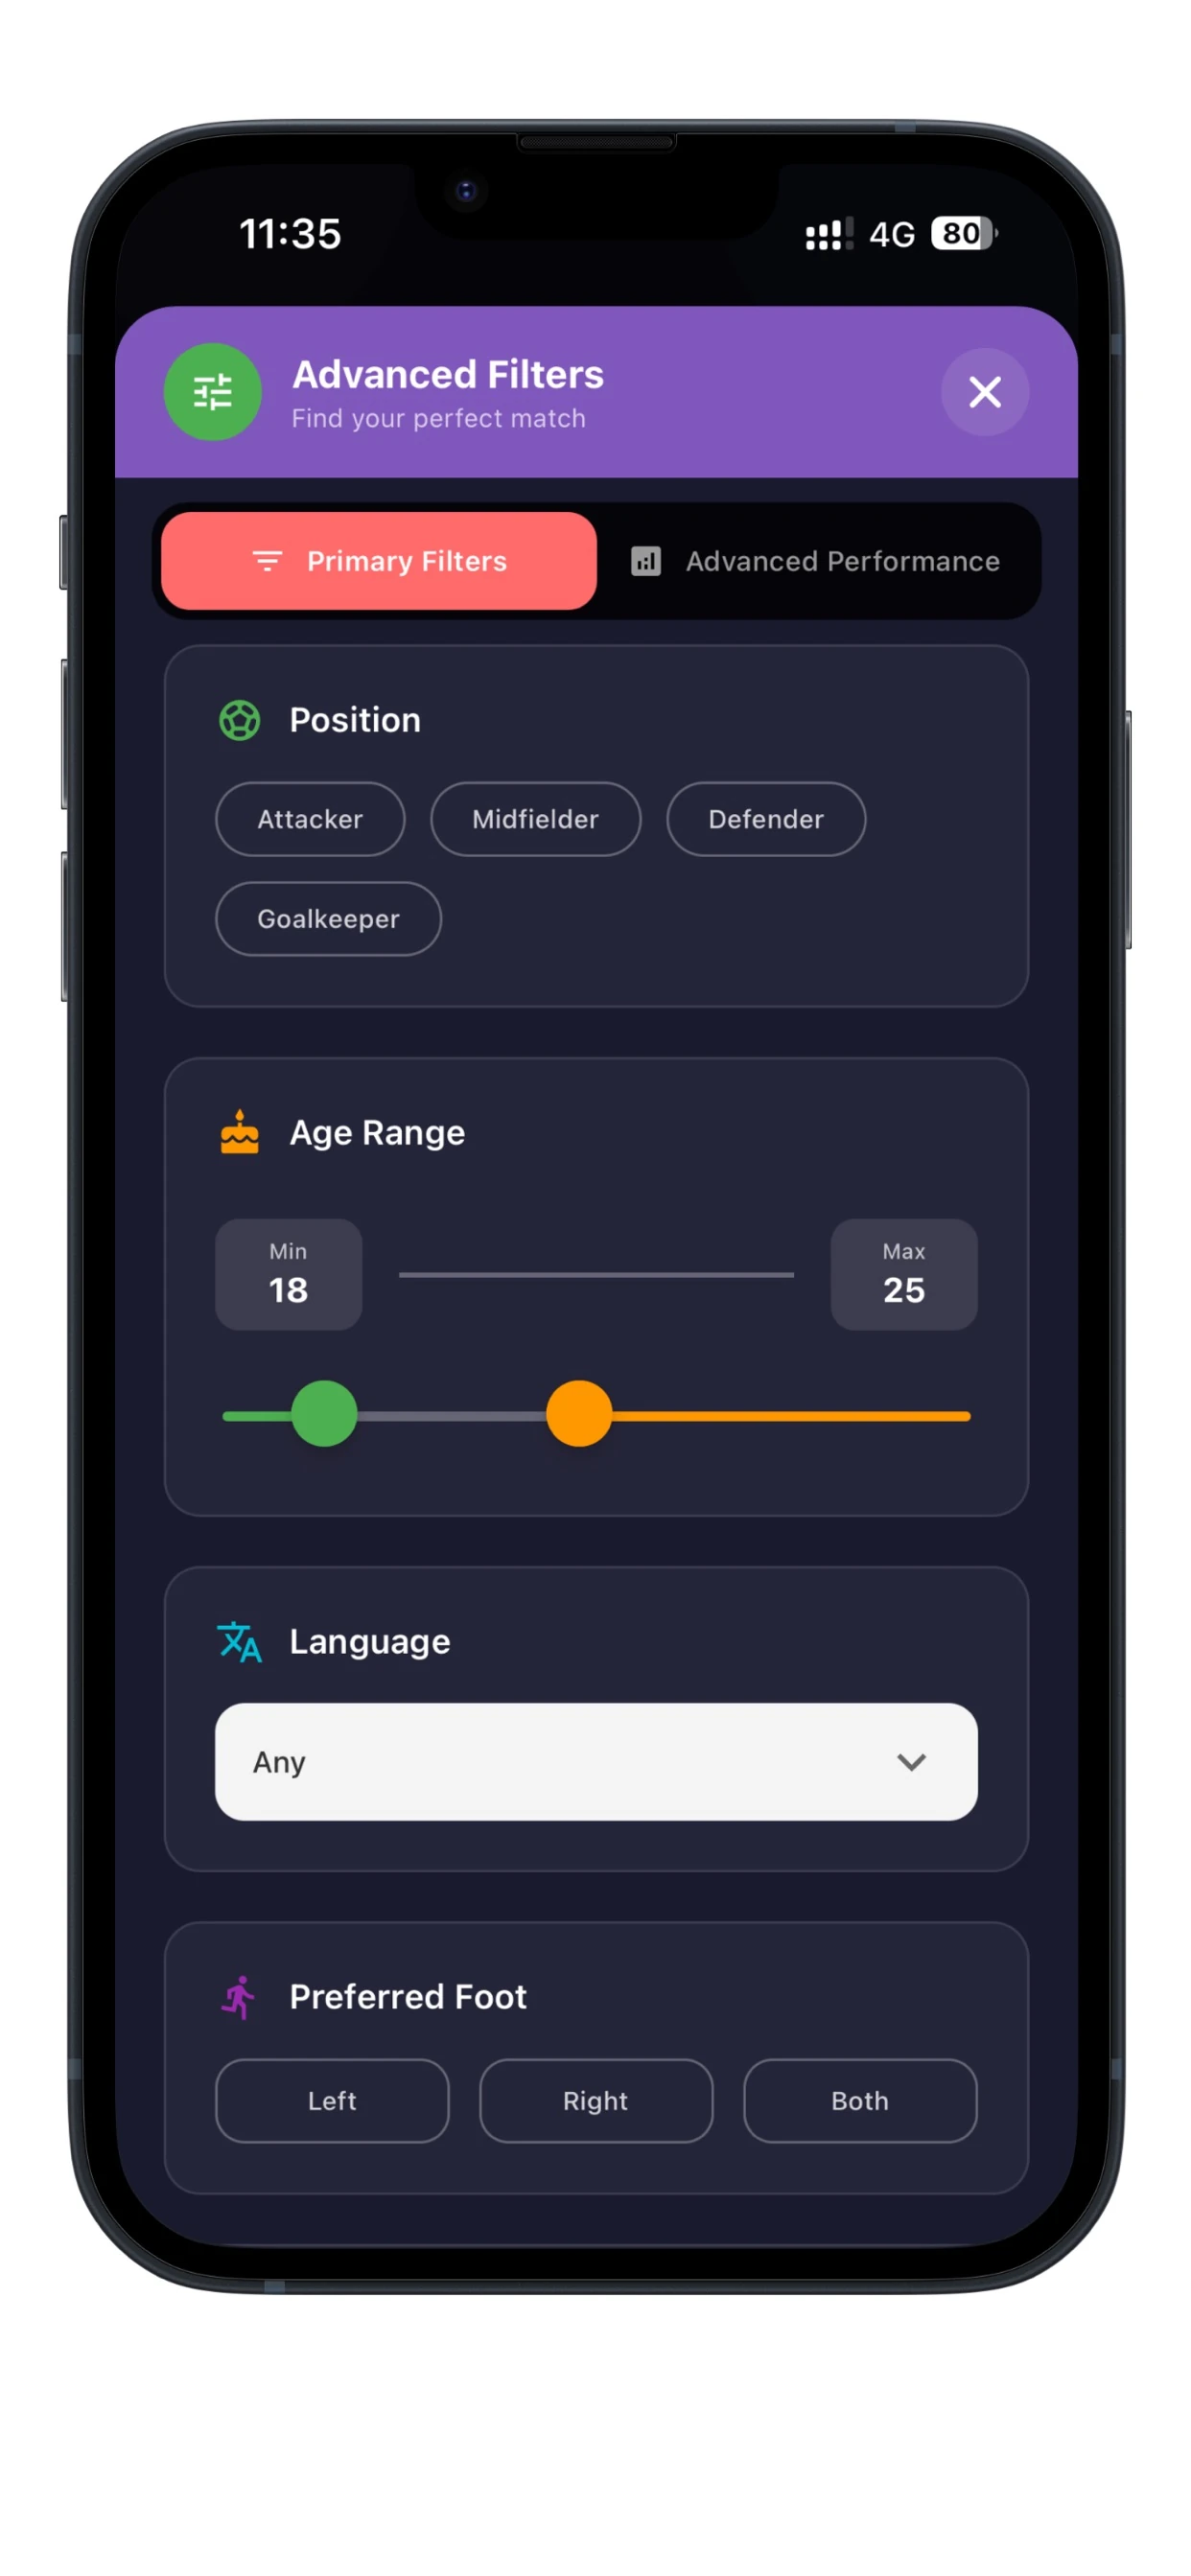 11:35 4G 80
Advanced Filters
Find your perfect match
Primary Filters Advanced Performance
Position
Attacker Midfielder Defender
Goalkeeper
Age Range
Min Max
18 25
Language
Any
Preferred Foot
Left Right Both